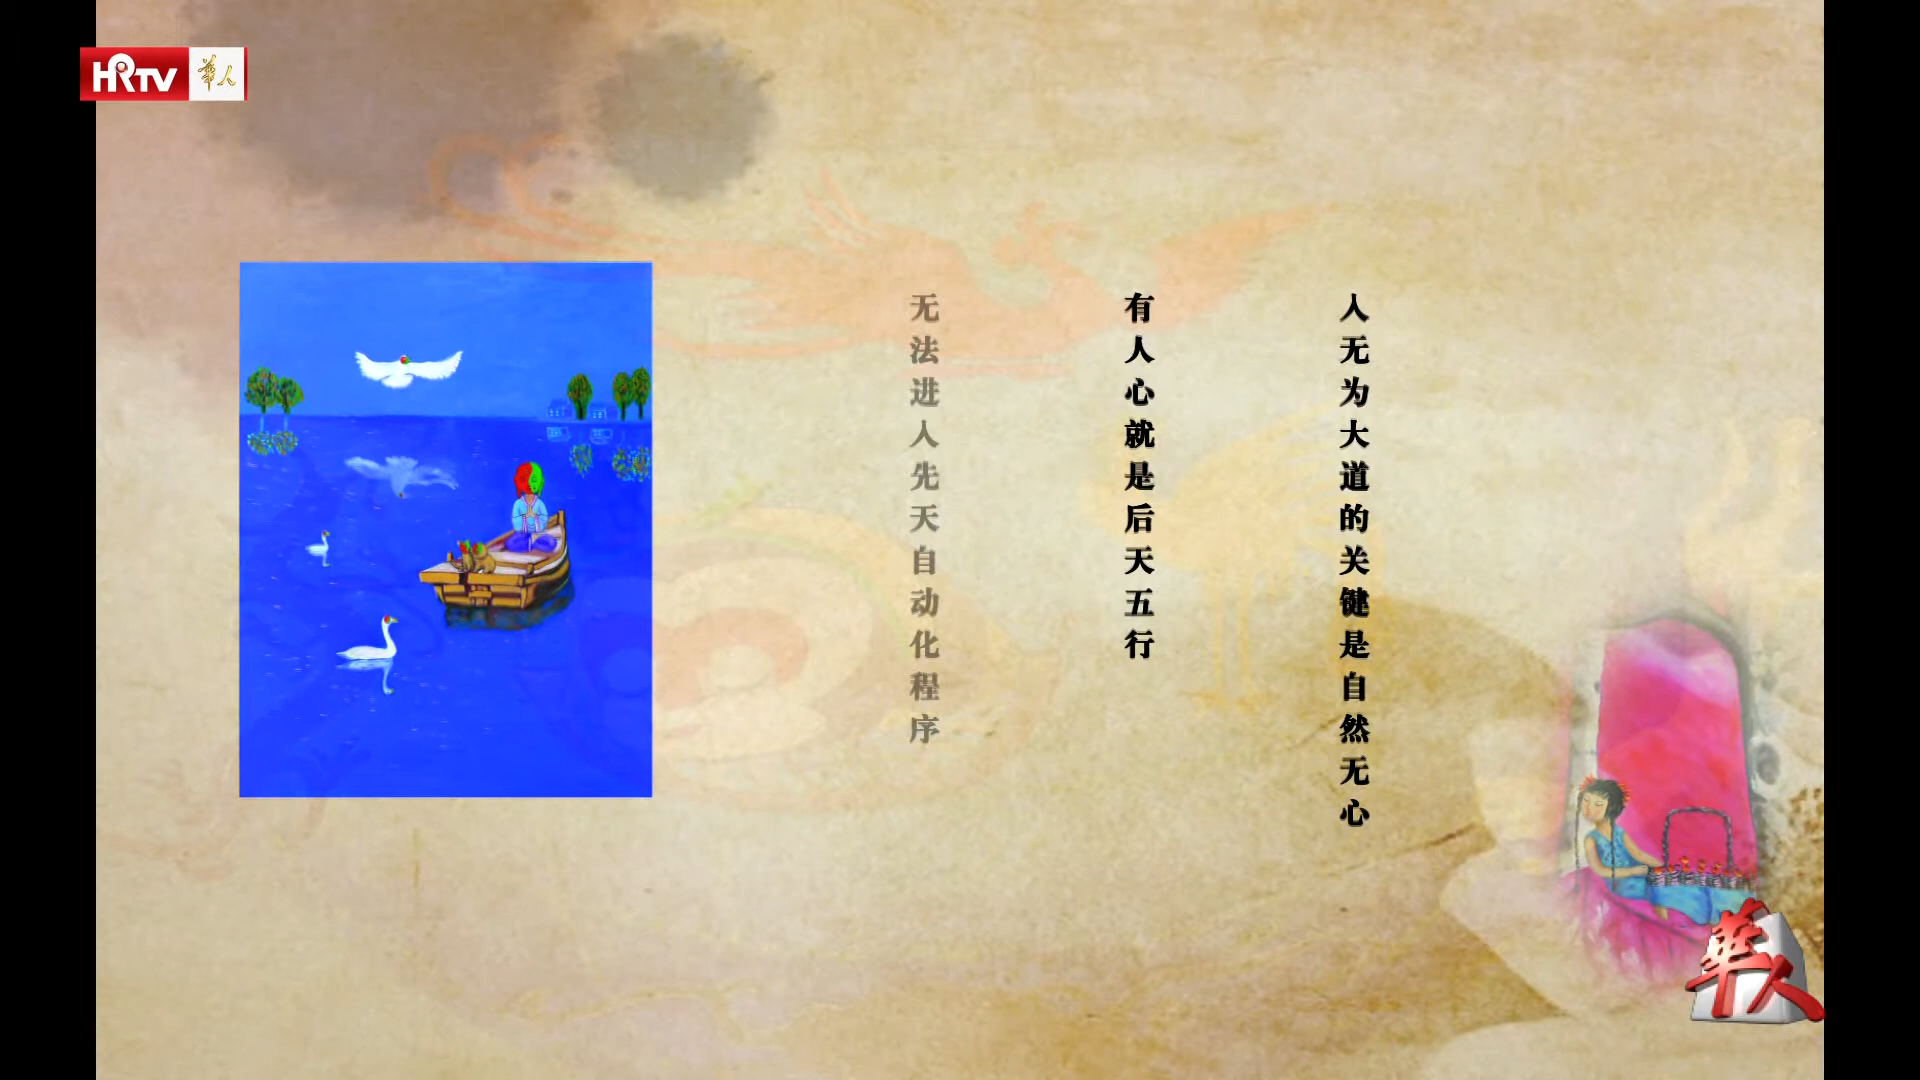 HRTV 華人
人无为大道的关键是自然无心
有人心就是后天五行
无法进人先天自动化程序
華人